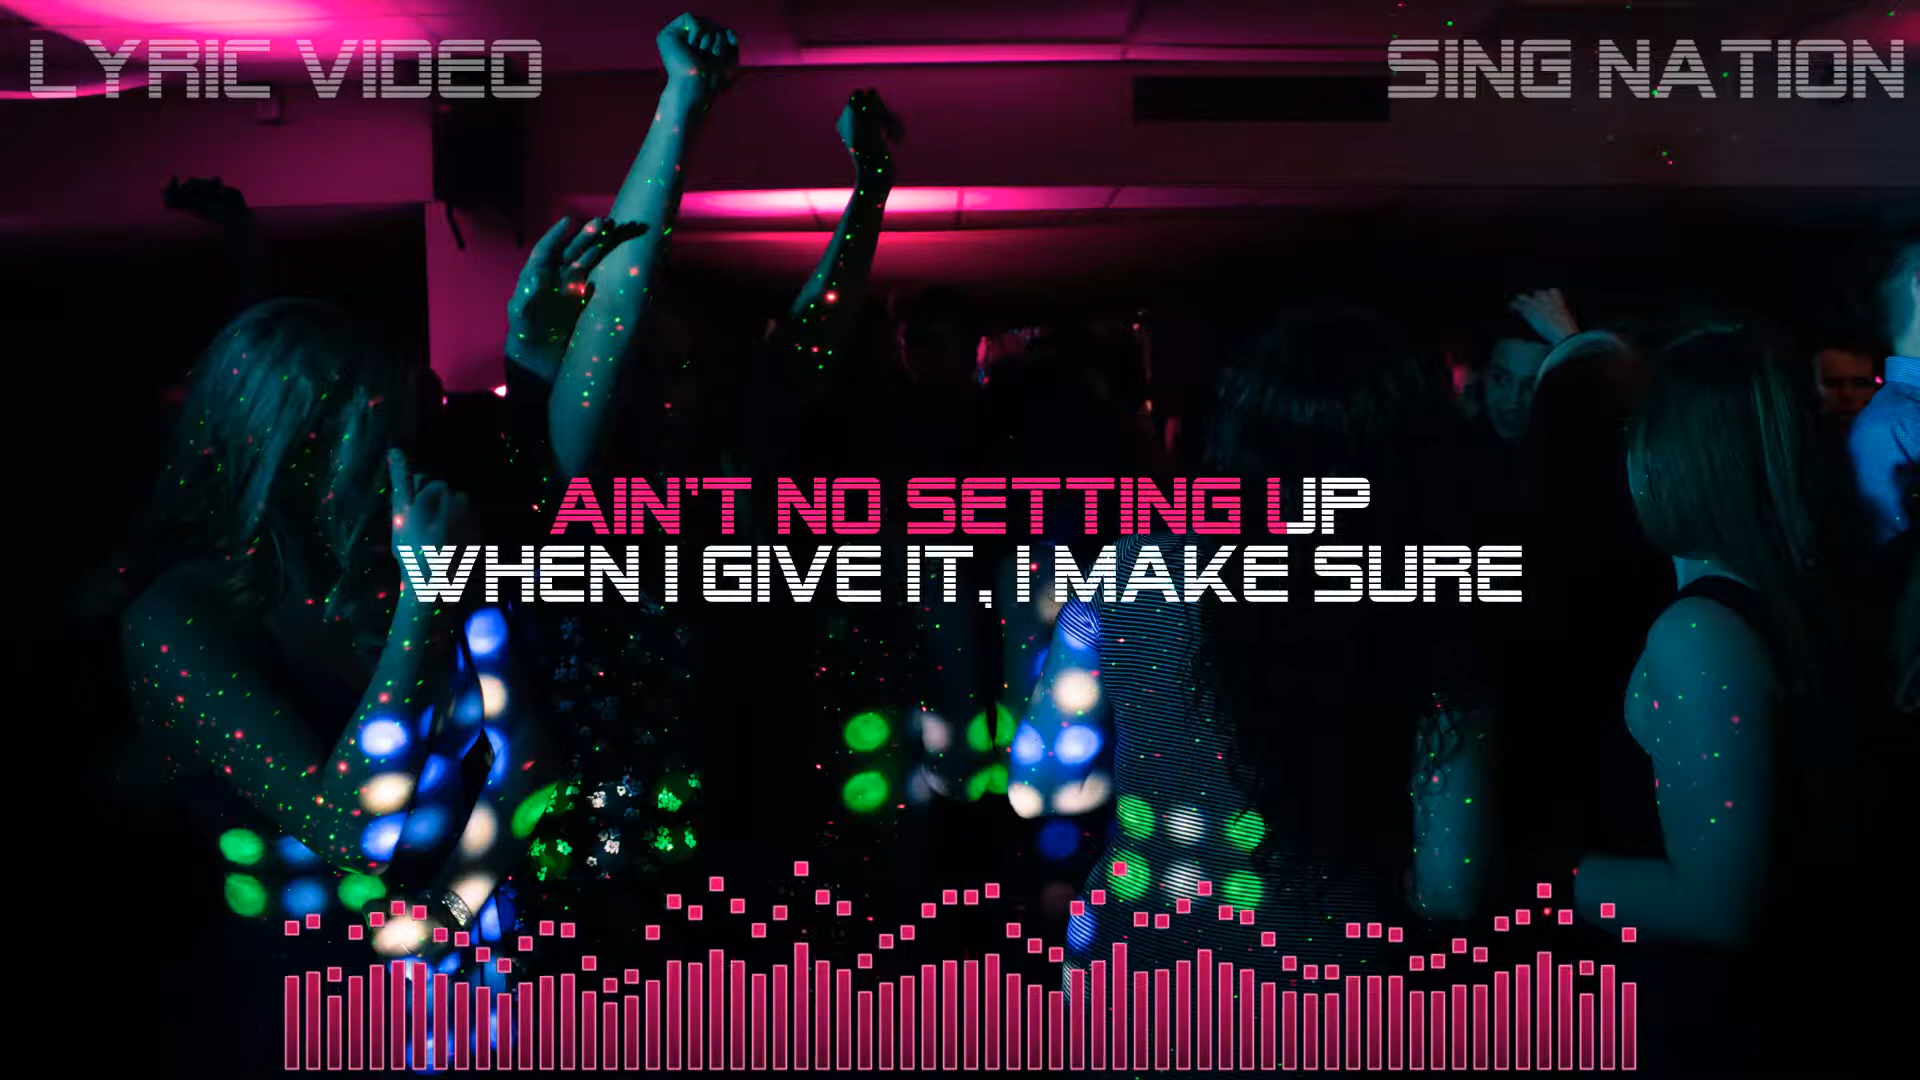 LYRIC VIDEO
SING NATION
AIN'T NO SETTING UP
WHEN I GIVE IT, I MAKE SURE